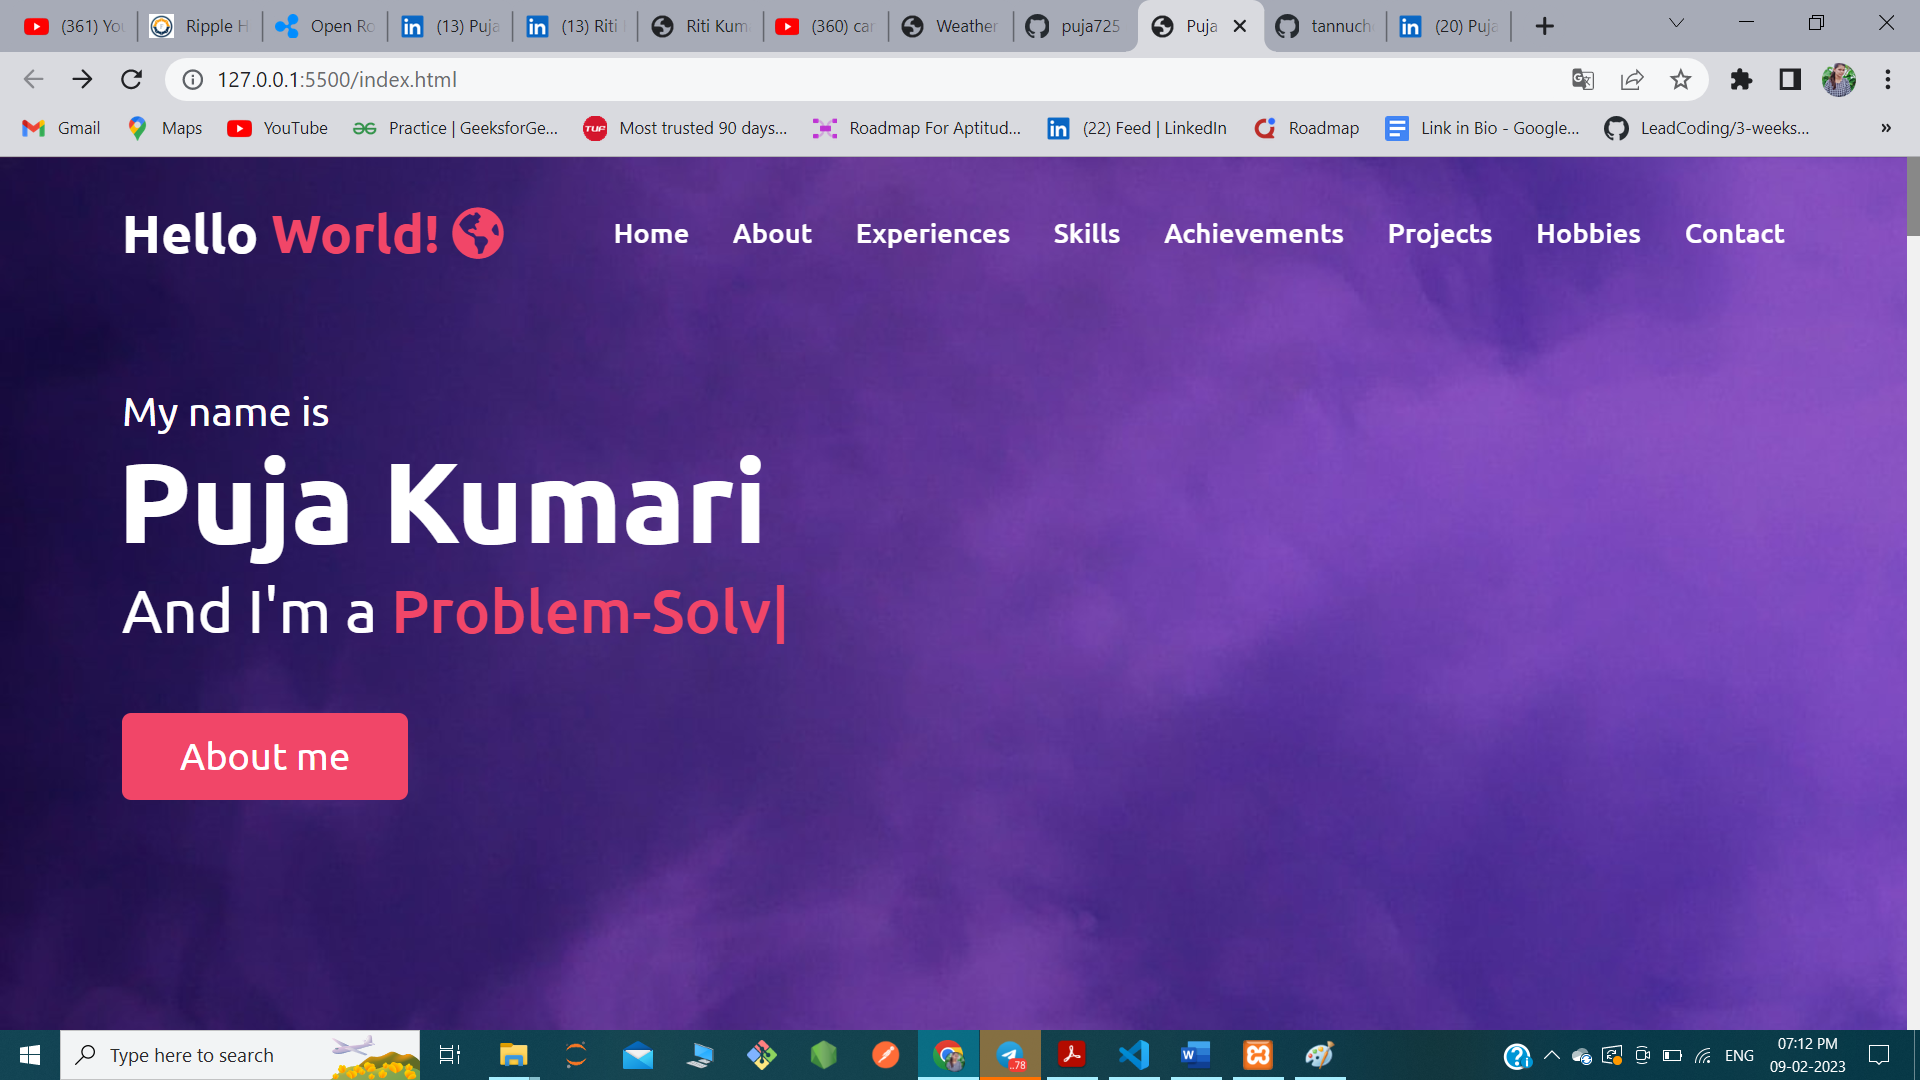 (361) Yo
Ripple H
Open Ro
(13) Puja
(13) Riti
Riti Kum
(360) car
Weather
puja725
Puja
tannuch
(20) Puja
127.0.0.1:5500/index.html
Gmail
Maps
YouTube
Practice | GeeksforGe...
TUF
Most trusted 90 days...
Roadmap For Aptitud...
(22) Feed | LinkedIn
Roadmap
Link in Bio - Google...
LeadCoding/3-weeks...
»
Hello World!
Home About Experiences Skills Achievements Projects Hobbies Contact
My name is
Puja Kumari
And I'm a Problem-Solv|
About me
Type here to search
..78
ENG
07:12 PM
09-02-2023